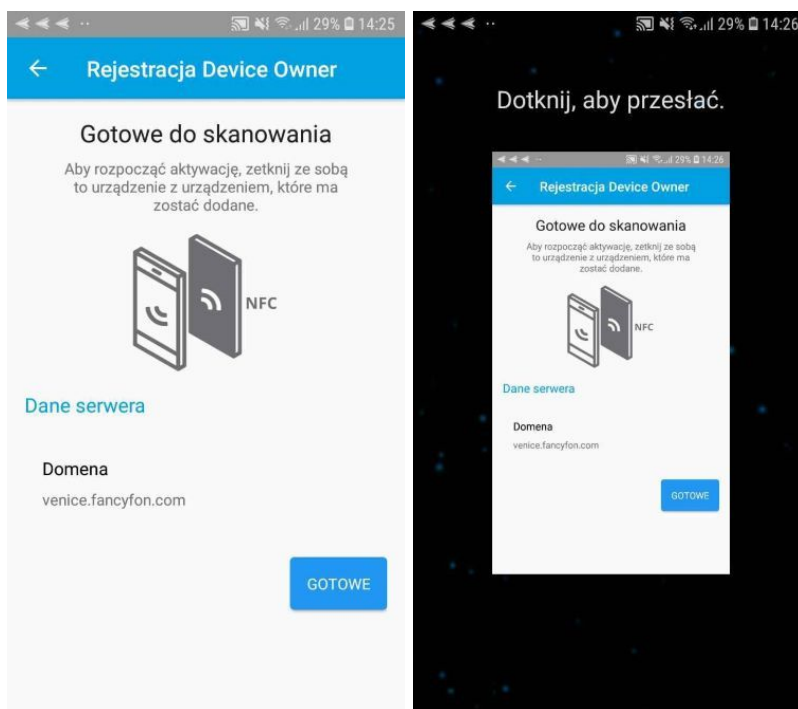 29% 14:25
Rejestracja Device Owner
Gotowe do skanowania
Aby rozpocząć aktywację, zetknij ze sobą
to urządzenie z urządzeniem, które ma
zostać dodane.
NFC
Dane serwera
Domena
venice.fancyfon.com
GOTOWE
29% 14:26
Dotknij, aby przesłać.
29% 14:26
Rejestracja Device Owner
Gotowe do skanowania
Aby rozpocząć aktywację, zetknij ze sobą
to urządzenie z urządzeniem, które ma
zostać dodane.
NFC
Dane serwera
Domena
venice.fancyfon.com
GOTOWE